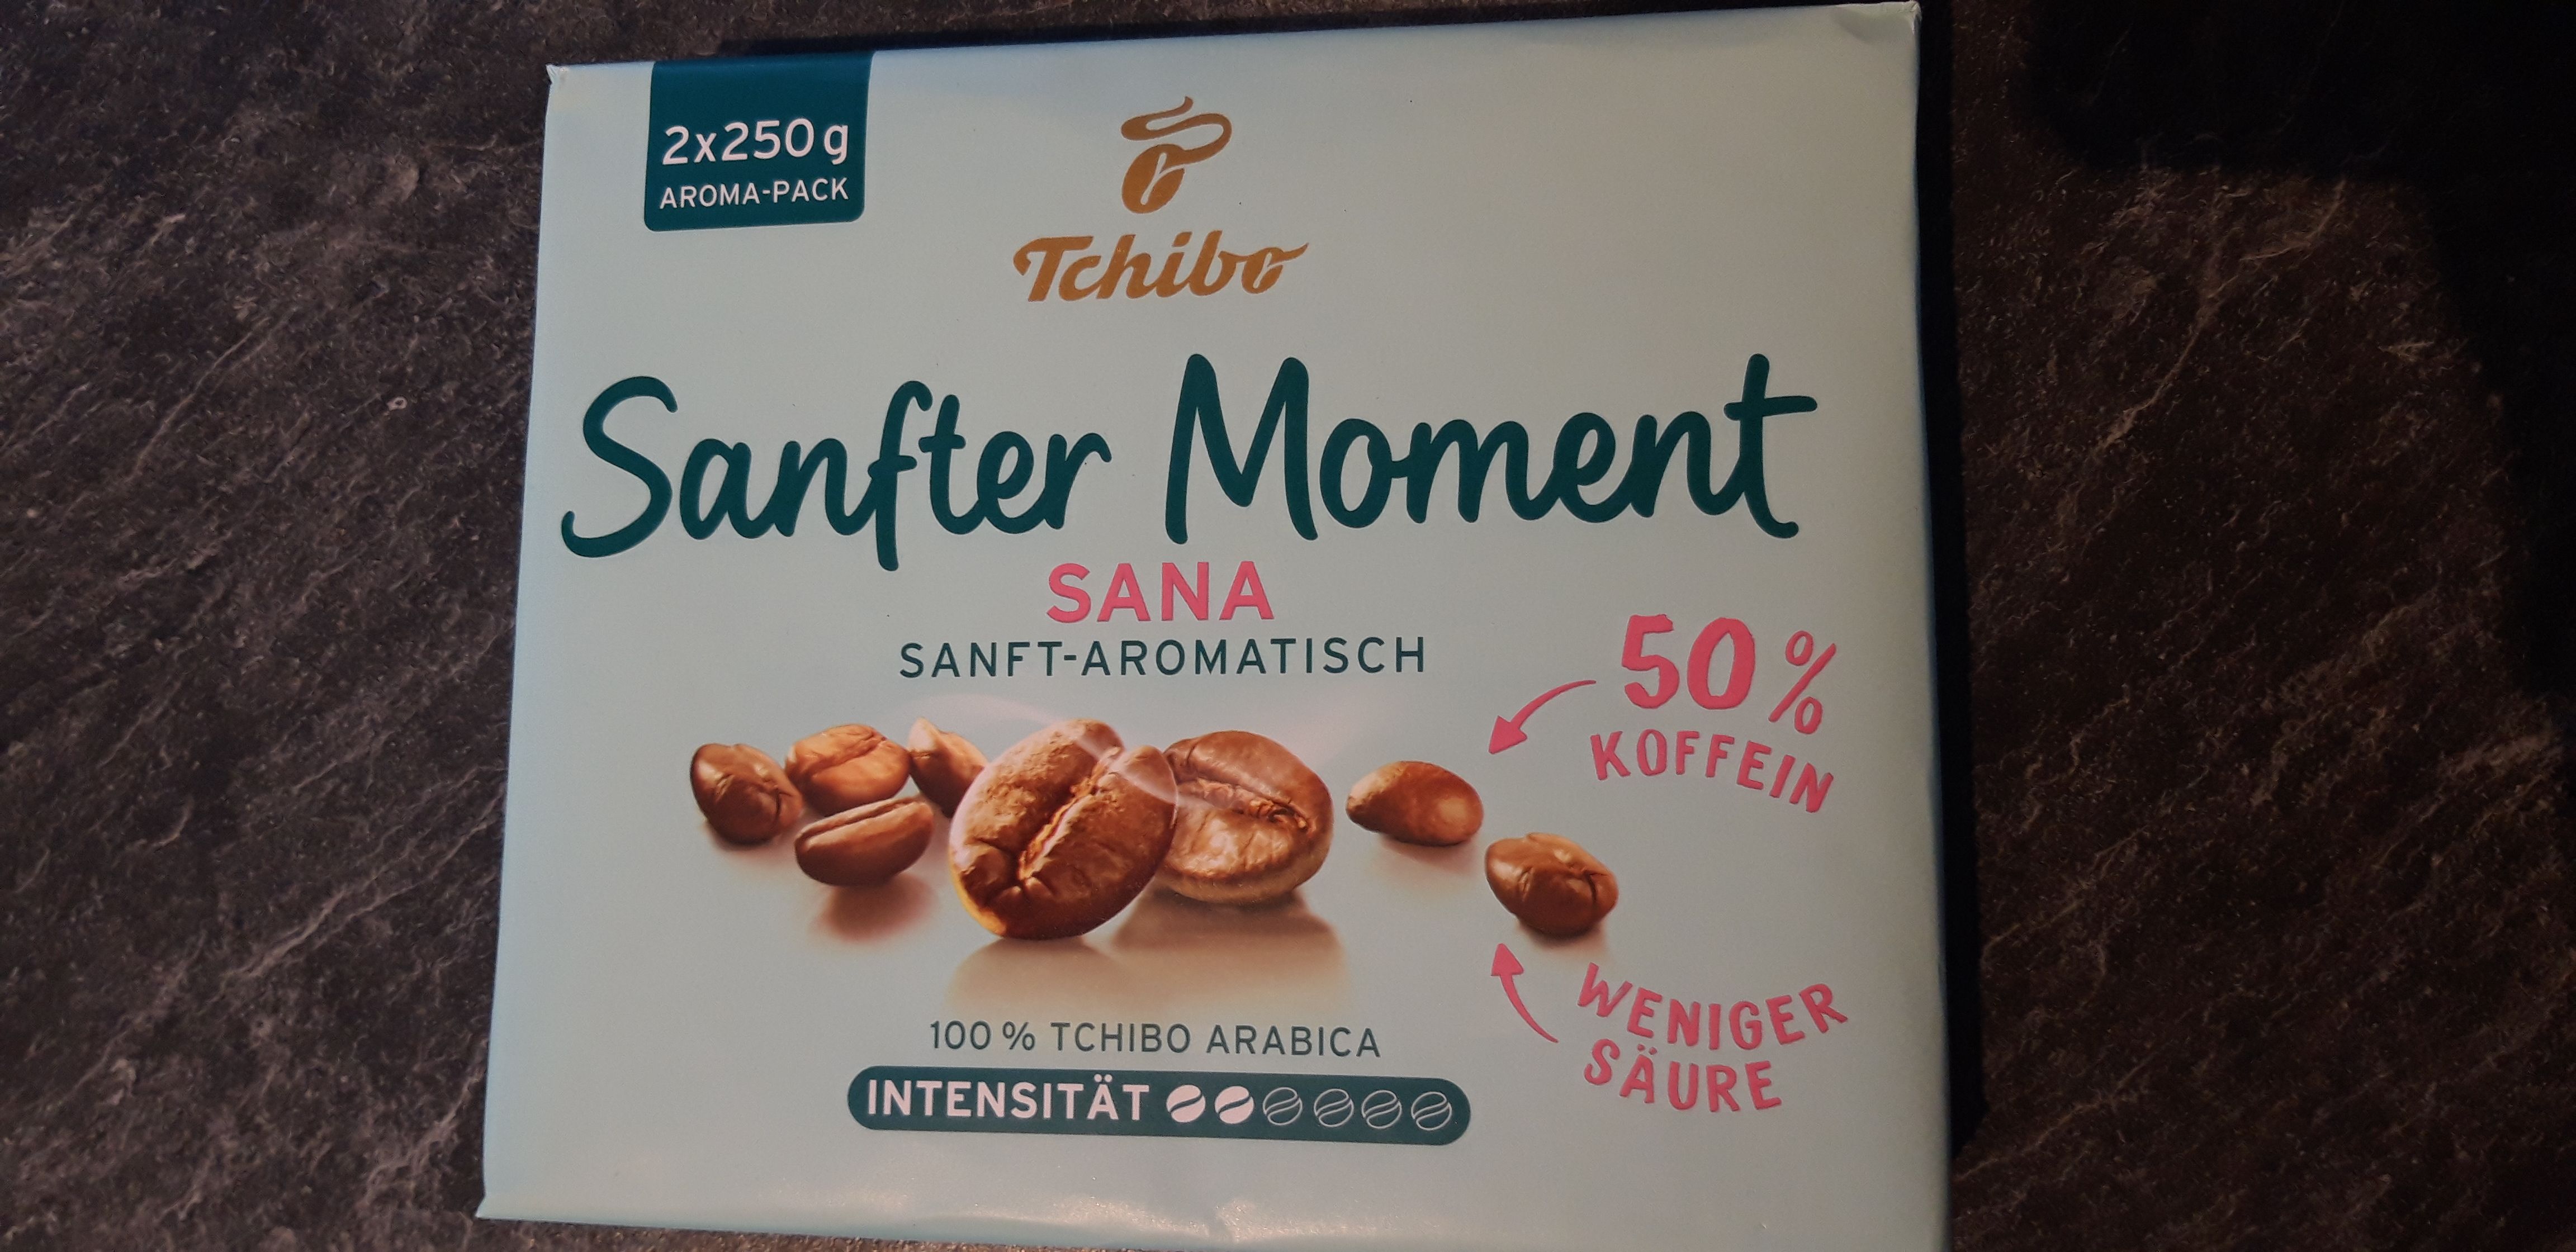 2x250g
AROMA-PACK
Tchibo
Sanfter Moment
SANA
SANFT-AROMATISCH
50%
KOFFEIN
WENIGER
SÄURE
100% TCHIBO ARABICA
INTENSITÄT